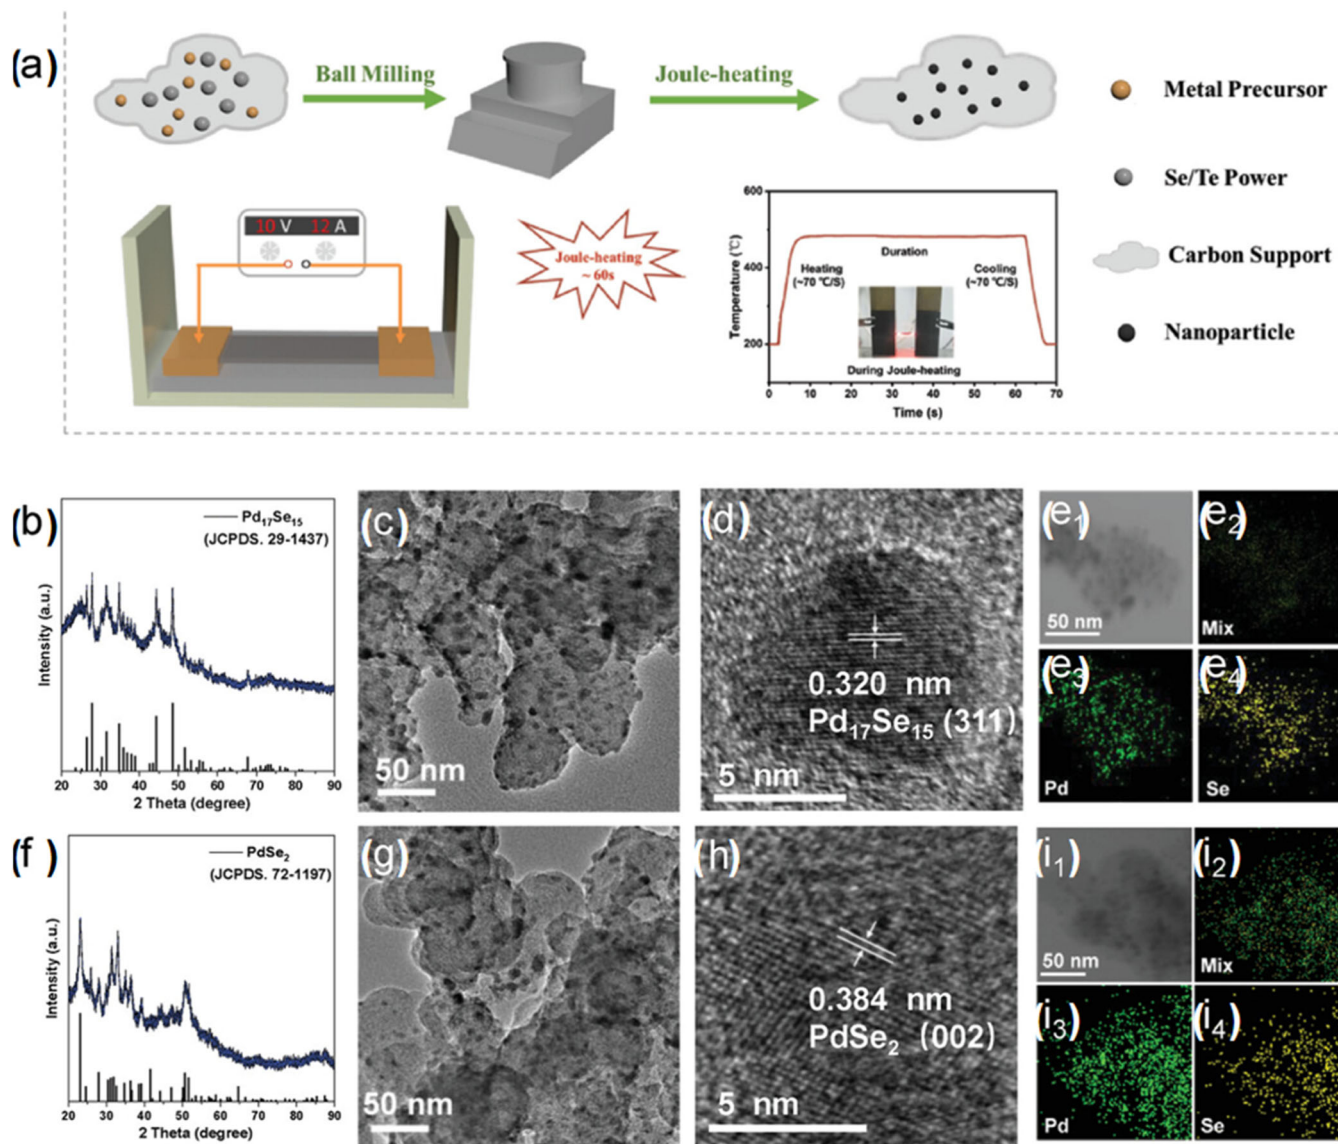 (a)
Ball Milling
Joule-heating
Metal Precursor
Se/Te Power
Carbon Support
Nanoparticle
10 V 12 A
Joule-heating
~ 60s
600
400
200
Temperature (℃)
Duration
Heating
(~70 ℃/S)
Cooling
(~70 ℃/S)
During Joule-heating
0 10 20 30 40 50 60 70
Time (s)
(b)
Pd17Se15
(JCPDS. 29-1437)
Intensity (a.u.)
20 30 40 50 60 70 80 90
2 Theta (degree)
(c)
50 nm
(d)
0.320 nm
Pd17Se15 (311)
5 nm
(e1)
50 nm
(e2)
Mix
(e3)
Pd
(e4)
Se
(f)
PdSe2
(JCPDS. 72-1197)
Intensity (a.u.)
20 30 40 50 60 70 80 90
2 Theta (degree)
(g)
50 nm
(h)
0.384 nm
PdSe2 (002)
5 nm
(i1)
50 nm
(i2)
Mix
(i3)
Pd
(i4)
Se